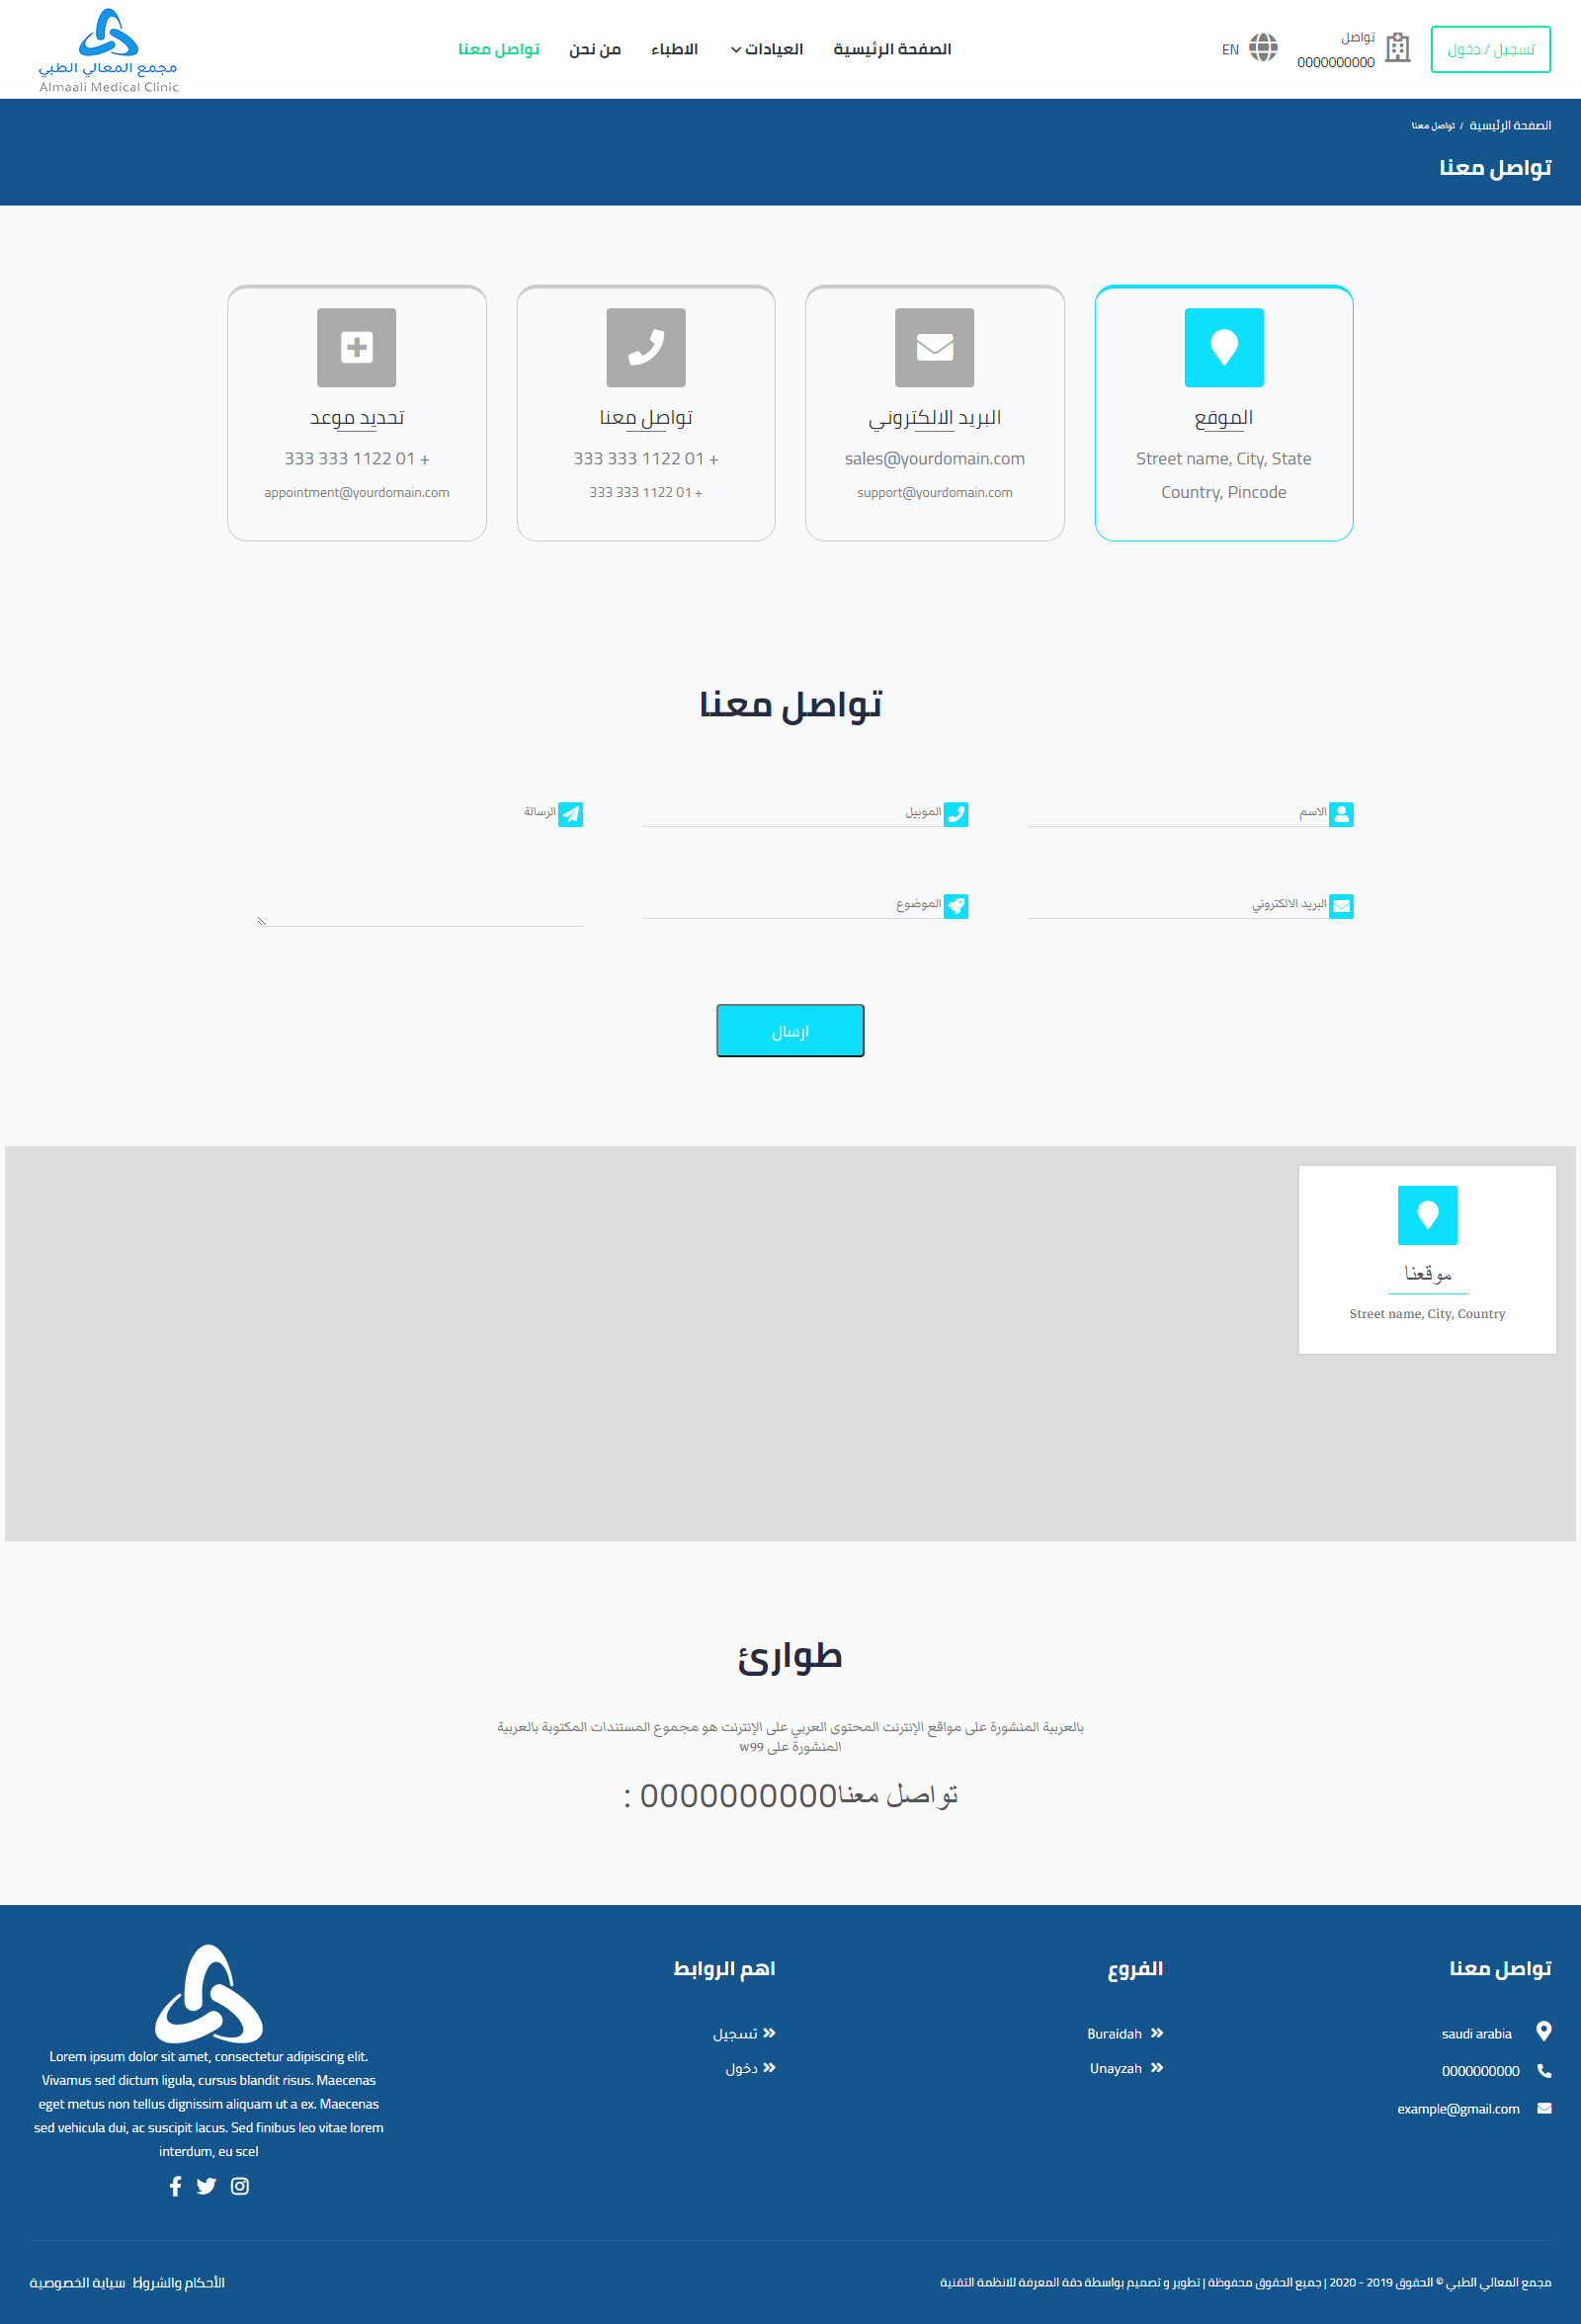 تسجيل / دخول
تواصل
0000000000
EN
الصفحة الرئيسية
العيادات
الاطباء
من نحن
تواصل معنا
مجمع المعالي الطبي
Almaali Medical Clinic
الصفحة الرئيسية / تواصل معنا
تواصل معنا
الموقع
Street name, City, State
Country, Pincode
البريد الالكتروني
sales@yourdomain.com
support@yourdomain.com
تواصل معنا
333 333 1122 01 +
333 333 1122 01 +
تحديد موعد
333 333 1122 01 +
appointment@yourdomain.com
تواصل معنا
الاسم
الموبيل
الرسالة
البريد الالكتروني
الموضوع
ارسال
موقعنا
Street name, City, Country
طوارئ
بالعربية المنشورة على مواقع الإنترنت المحتوى العربي على الإنترنت هو مجموع المستندات المكتوبة بالعربية
المنشورة على w99
تواصل معنا0000000000 :
تواصل معنا
saudi arabia
0000000000
example@gmail.com
الفروع
Buraidah
Unayzah
اهم الروابط
تسجيل
دخول
Lorem ipsum dolor sit amet, consectetur adipiscing elit.
Vivamus sed dictum ligula, cursus blandit risus. Maecenas
eget metus non tellus dignissim aliquam ut a ex. Maecenas
sed vehicula dui, ac suscipit lacus. Sed finibus leo vitae lorem
interdum, eu scel
مجمع المعالي الطبي © الحقوق 2019 - 2020 | جميع الحقوق محفوظة | تطوير و تصميم بواسطة دقة المعرفة للانظمة التقنية
الأحكام والشروط
سياية الخصوصية